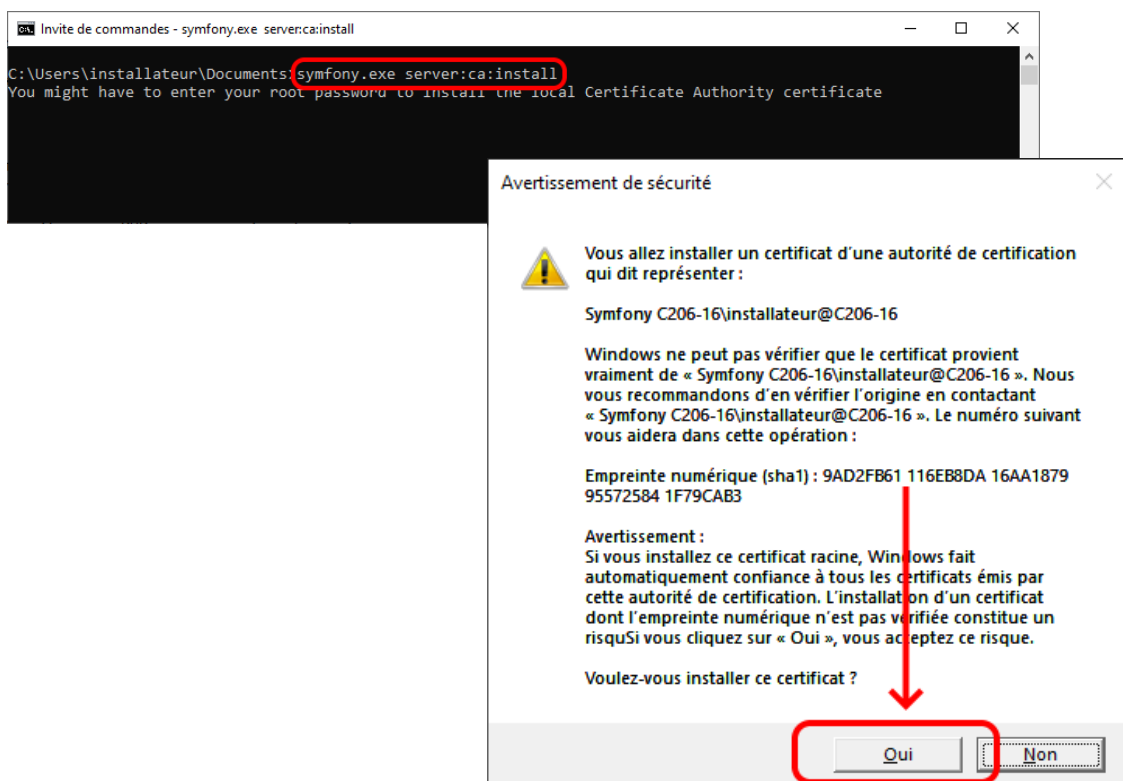 Invite de commandes - symfony.exe server:ca:install
C:\Users\installateur\Documents>symfony.exe server:ca:install
You might have to enter your root password to install the local Certificate Authority certificate
Avertissement de sécurité
Vous allez installer un certificat d'une autorité de certification
qui dit représenter :
Symfony C206-16\installateur@C206-16
Windows ne peut pas vérifier que le certificat provient
vraiment de « Symfony C206-16\installateur@C206-16 ». Nous
vous recommandons d'en vérifier l'origine en contactant
« Symfony C206-16\installateur@C206-16 ». Le numéro suivant
vous aidera dans cette opération :
Empreinte numérique (sha1) : 9AD2FB61 116EB8DA 16AA1879
95572584 1F79CAB3
Avertissement :
Si vous installez ce certificat racine, Windows fait
automatiquement confiance à tous les certificats émis par
cette autorité de certification. L'installation d'un certificat
dont l'empreinte numérique n'est pas vérifiée constitue un
risquSi vous cliquez sur « Oui », vous acceptez ce risque.
Voulez-vous installer ce certificat ?
Oui
Non